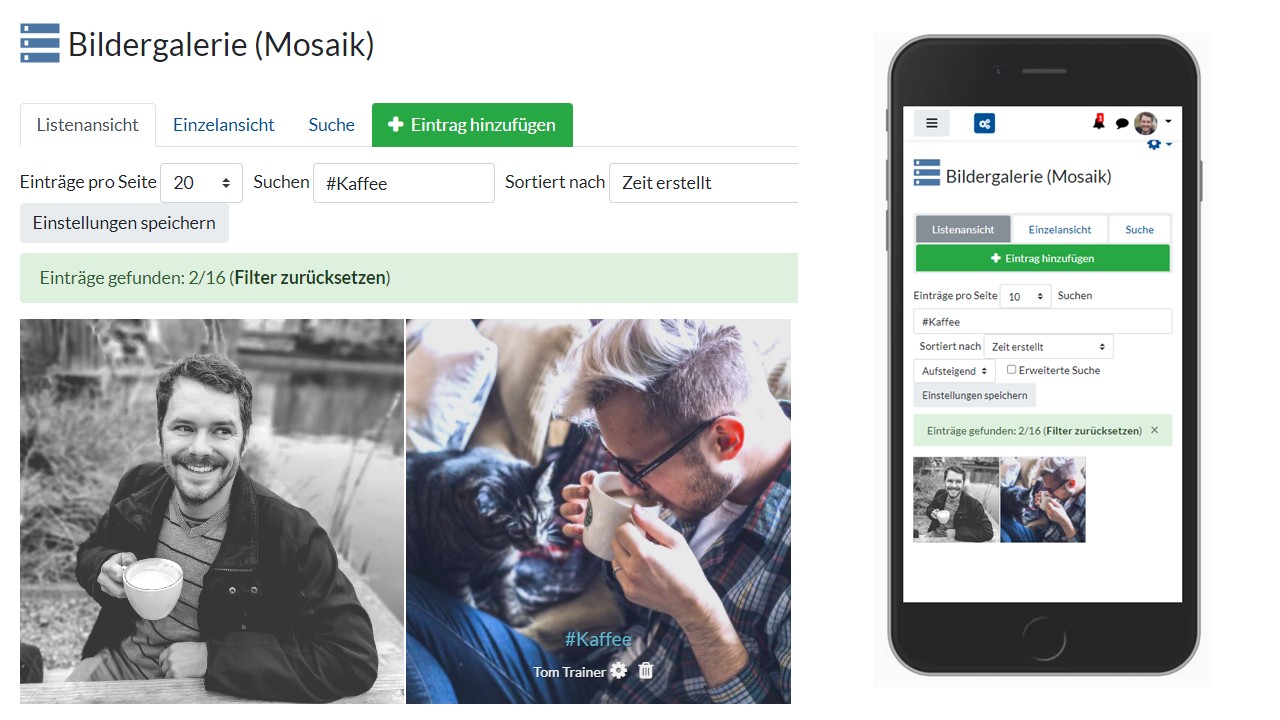 Bildergalerie (Mosaik)
Listenansicht Einzelansicht Suche Eintrag hinzufügen
Einträge pro Seite 20 Suchen #Kaffee Sortiert nach Zeit erstellt
Einstellungen speichern
Einträge gefunden: 2/16 (Filter zurücksetzen)
#Kaffee
Tom Trainer
1
Bildergalerie (Mosaik)
Listenansicht Einzelansicht Suche
Eintrag hinzufügen
Einträge pro Seite 10 Suchen
#Kaffee
Sortiert nach Zeit erstellt
Aufsteigend Erweiterte Suche
Einstellungen speichern
Einträge gefunden: 2/16 (Filter zurücksetzen) ×